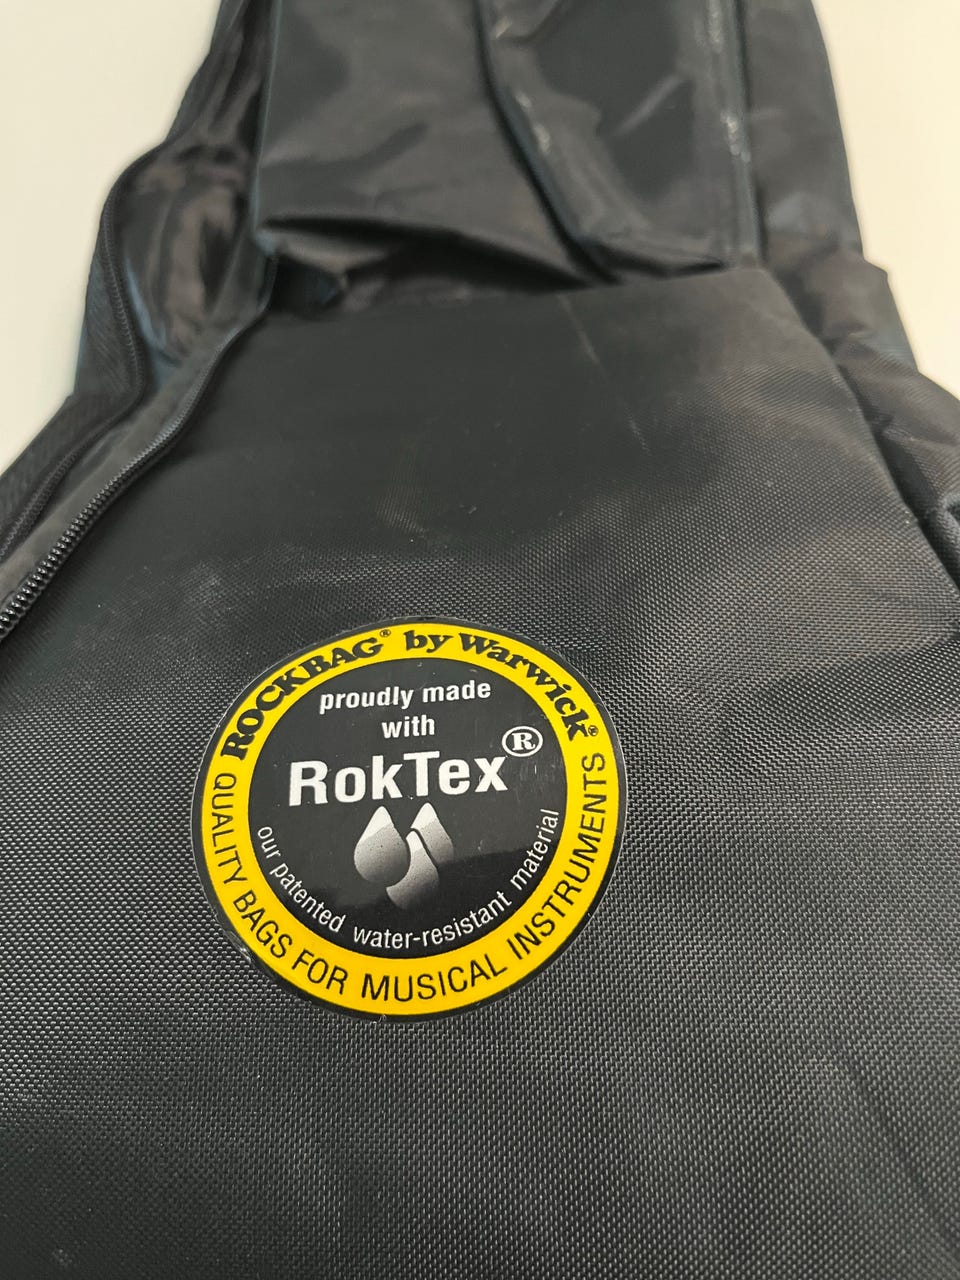 ROCKBAG® by Warwick®
proudly made
with
RokTex®
our patented water-resistant material
QUALITY BAGS FOR MUSICAL INSTRUMENTS